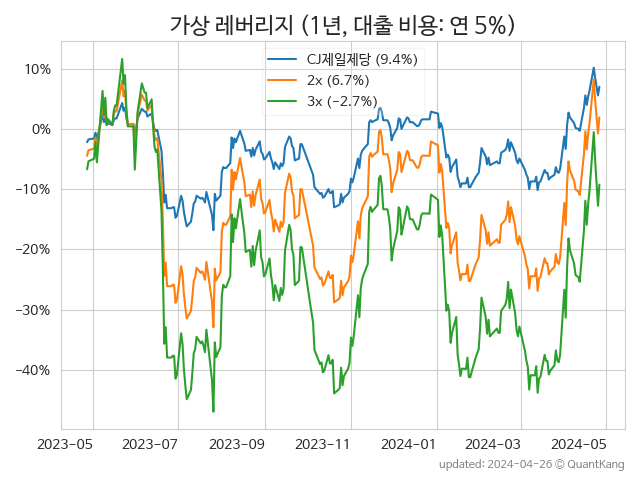 가상 레버리지 (1년, 대출 비용: 연 5%)
CJ제일제당 (9.4%)
2x (6.7%)
3x (−2.7%)
10%
0%
−10%
−20%
−30%
−40%
2023-05 2023-07 2023-09 2023-11 2024-01 2024-03 2024-05
updated: 2024-04-26 © QuantKang